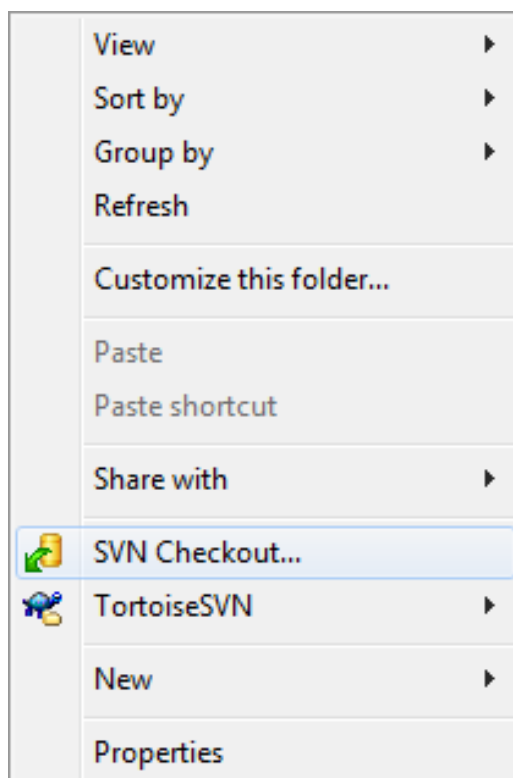 View
Sort by
Group by
Refresh
Customize this folder...
Paste
Paste shortcut
Share with
SVN Checkout...
TortoiseSVN
New
Properties